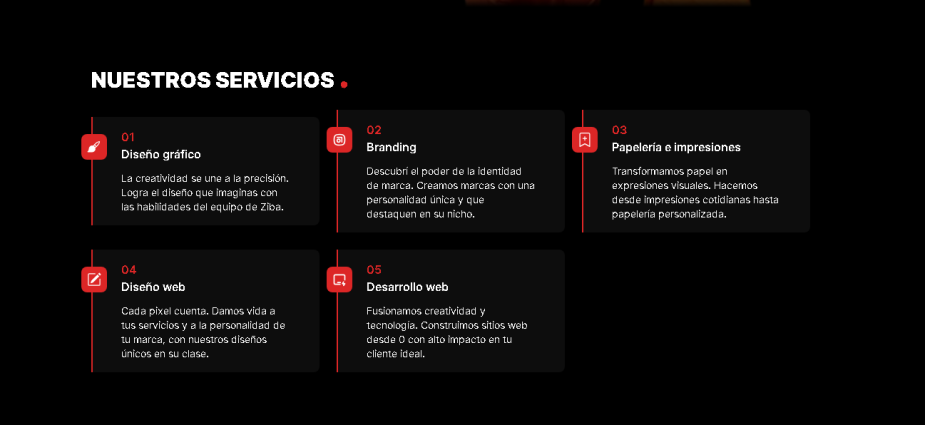 NUESTROS SERVICIOS.
01
Diseño gráfico
La creatividad se une a la precisión.
Logra el diseño que imaginas con
las habilidades del equipo de Ziba.
02
Branding
Descubrí el poder de la identidad
de marca. Creamos marcas con una
personalidad única y que
destaquen en su nicho.
03
Papelería e impresiones
Transformamos papel en
expresiones visuales. Hacemos
desde impresiones cotidianas hasta
papelería personalizada.
04
Diseño web
Cada pixel cuenta. Damos vida a
tus servicios y a la personalidad de
tu marca, con nuestros diseños
únicos en su clase.
05
Desarrollo web
Fusionamos creatividad y
tecnología. Construimos sitios web
desde 0 con alto impacto en tu
cliente ideal.